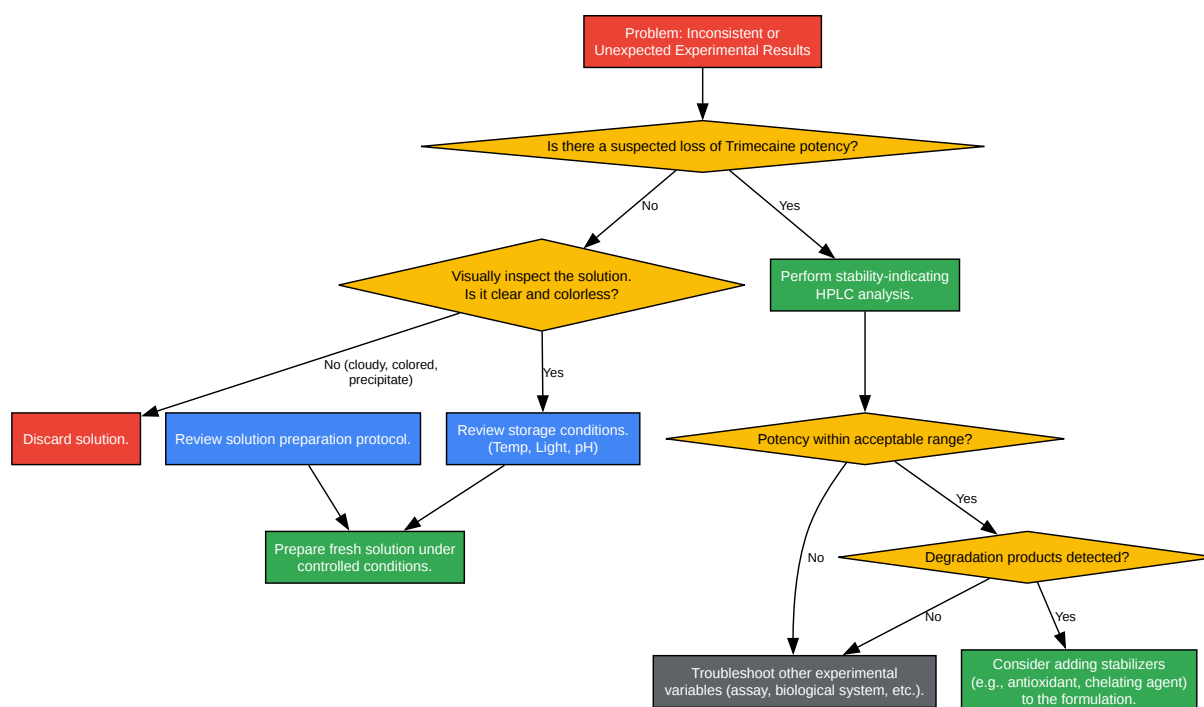 Problem: Inconsistent or
Unexpected Experimental Results
Is there a suspected loss of Trimecaine potency?
No
Yes
Visually inspect the solution.
Is it clear and colorless?
Perform stability-indicating
HPLC analysis.
No (cloudy, colored,
precipitate)
Yes
Discard solution.
Review solution preparation protocol.
Review storage conditions.
(Temp, Light, pH)
Potency within acceptable range?
Yes
Prepare fresh solution under
controlled conditions.
No
Degradation products detected?
No
Yes
Troubleshoot other experimental
variables (assay, biological system, etc.).
Consider adding stabilizers
(e.g., antioxidant, chelating agent)
to the formulation.